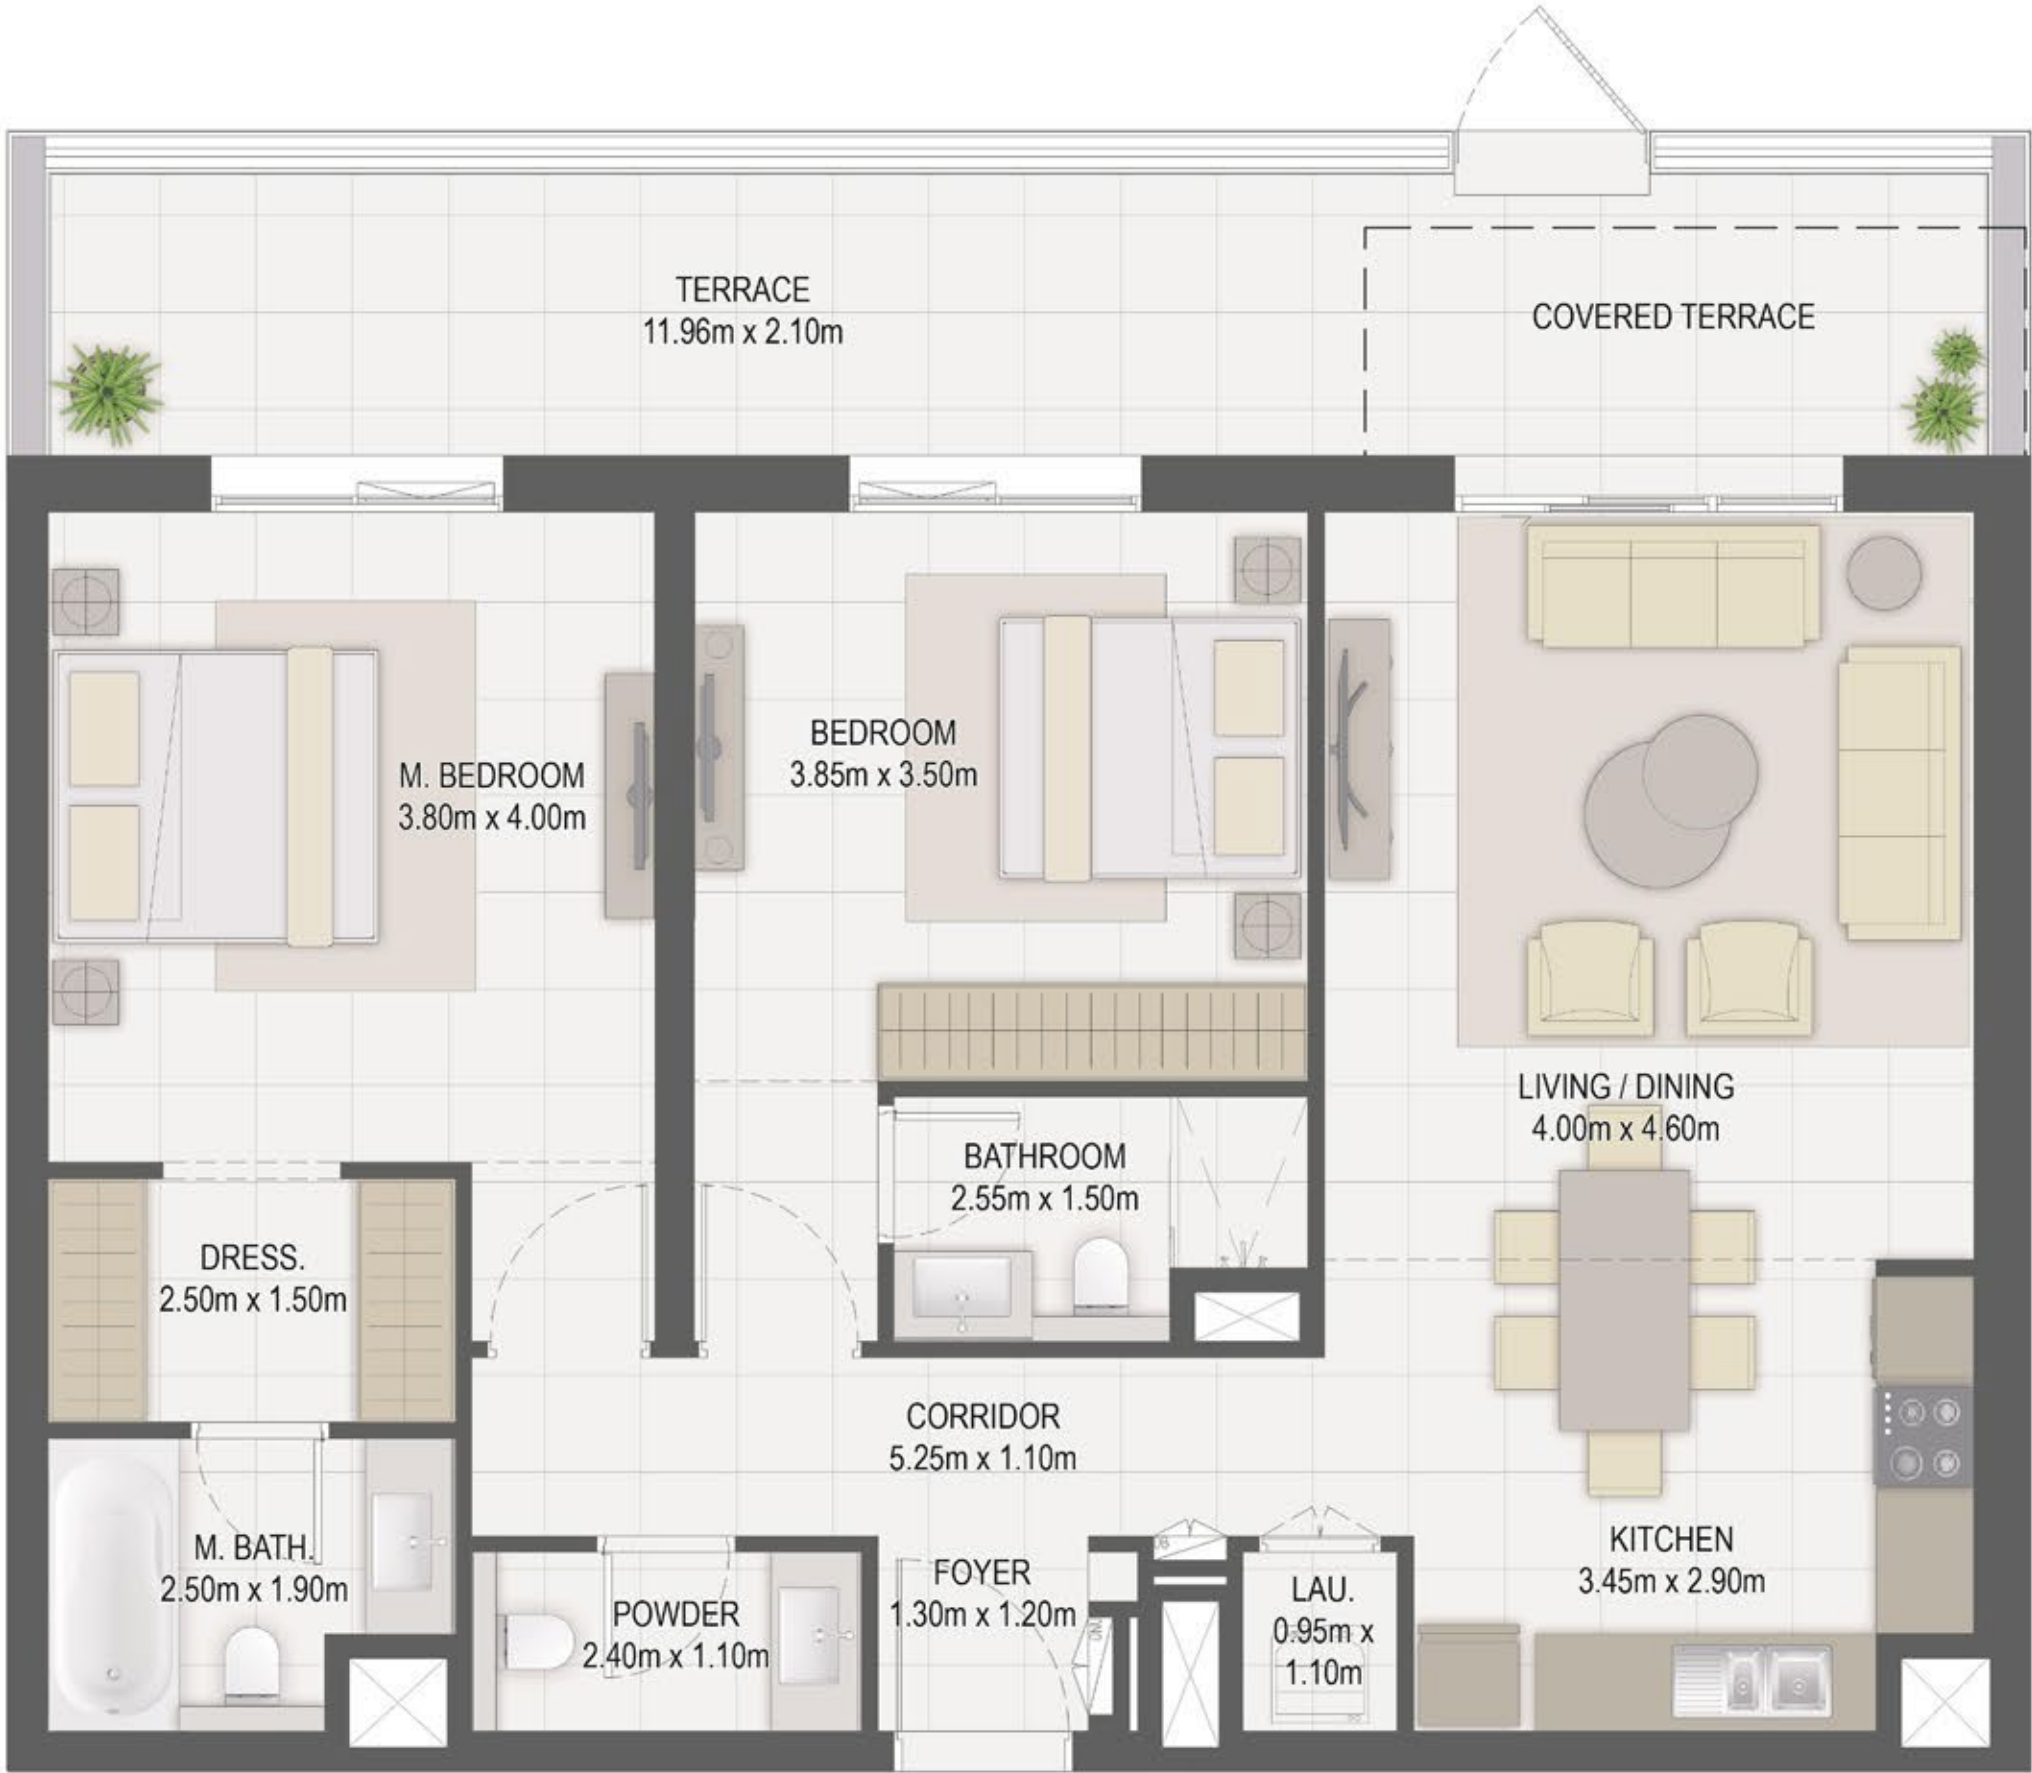 TERRACE
11.96m x 2.10m
COVERED TERRACE
M. BEDROOM
3.80m x 4.00m
BEDROOM
3.85m x 3.50m
LIVING / DINING
4.00m x 4.60m
BATHROOM
2.55m x 1.50m
DRESS.
2.50m x 1.50m
CORRIDOR
5.25m x 1.10m
M. BATH.
2.50m x 1.90m
POWDER
2.40m x 1.10m
FOYER
1.30m x 1.20m
LAU.
0.95m x
1.10m
KITCHEN
3.45m x 2.90m